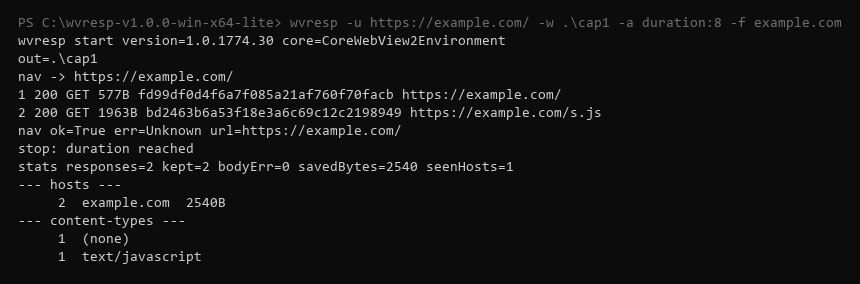 PS C:\wvresp-v1.0.0-win-x64-lite> wvresp -u https://example.com/ -w .\cap1 -a duration:8 -f example.com
wvresp start version=1.0.1774.30 core=CoreWebView2Environment
out=.\cap1
nav -> https://example.com/
1 200 GET 577B fd99df0d4f6a7f085a21af760f70facb https://example.com/
2 200 GET 1963B bd2463b6a53f18e3a6c69c12c2198949 https://example.com/s.js
nav ok=True err=Unknown url=https://example.com/
stop: duration reached
stats responses=2 kept=2 bodyErr=0 savedBytes=2540 seenHosts=1
--- hosts ---
     2  example.com  2540B
--- content-types ---
     1  (none)
     1  text/javascript